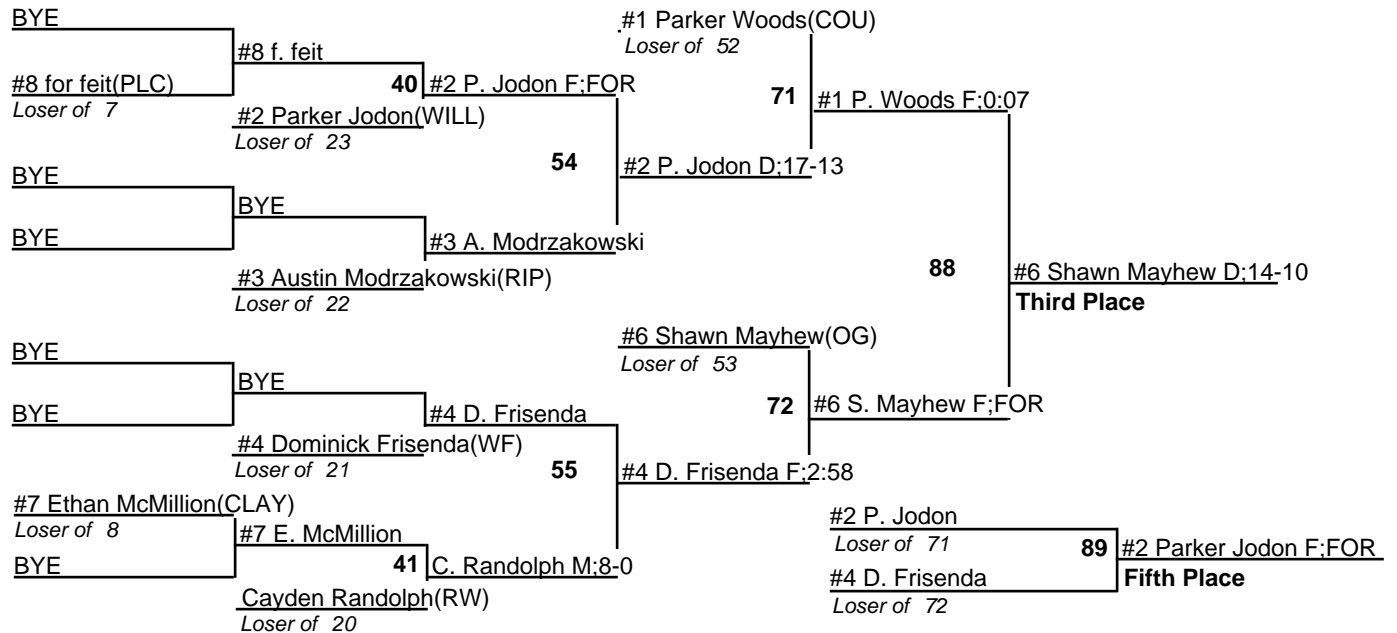 BYE
#8 for feit(PLC)
Loser of 7
#8 f. feit
#2 Parker Jodon(WILL)
Loser of 23
40
#2 P. Jodon F;FOR
BYE
BYE
BYE
#3 Austin Modrzakowski(RIP)
Loser of 22
#3 A. Modrzakowski
54
#2 P. Jodon D;17-13
#1 Parker Woods(COU)
Loser of 52
71
#1 P. Woods F;0:07
BYE
BYE
BYE
#4 Dominick Frisenda(WF)
Loser of 21
#4 D. Frisenda
#7 Ethan McMillion(CLAY)
Loser of 8
BYE
#7 E. McMillion
Cayden Randolph(RW)
Loser of 20
41
C. Randolph M;8-0
55
#4 D. Frisenda F;2:58
#6 Shawn Mayhew(OG)
Loser of 53
72
#6 S. Mayhew F;FOR
88
#6 Shawn Mayhew D;14-10
Third Place
#2 P. Jodon
Loser of 71
#4 D. Frisenda
Loser of 72
89
#2 Parker Jodon F;FOR
Fifth Place